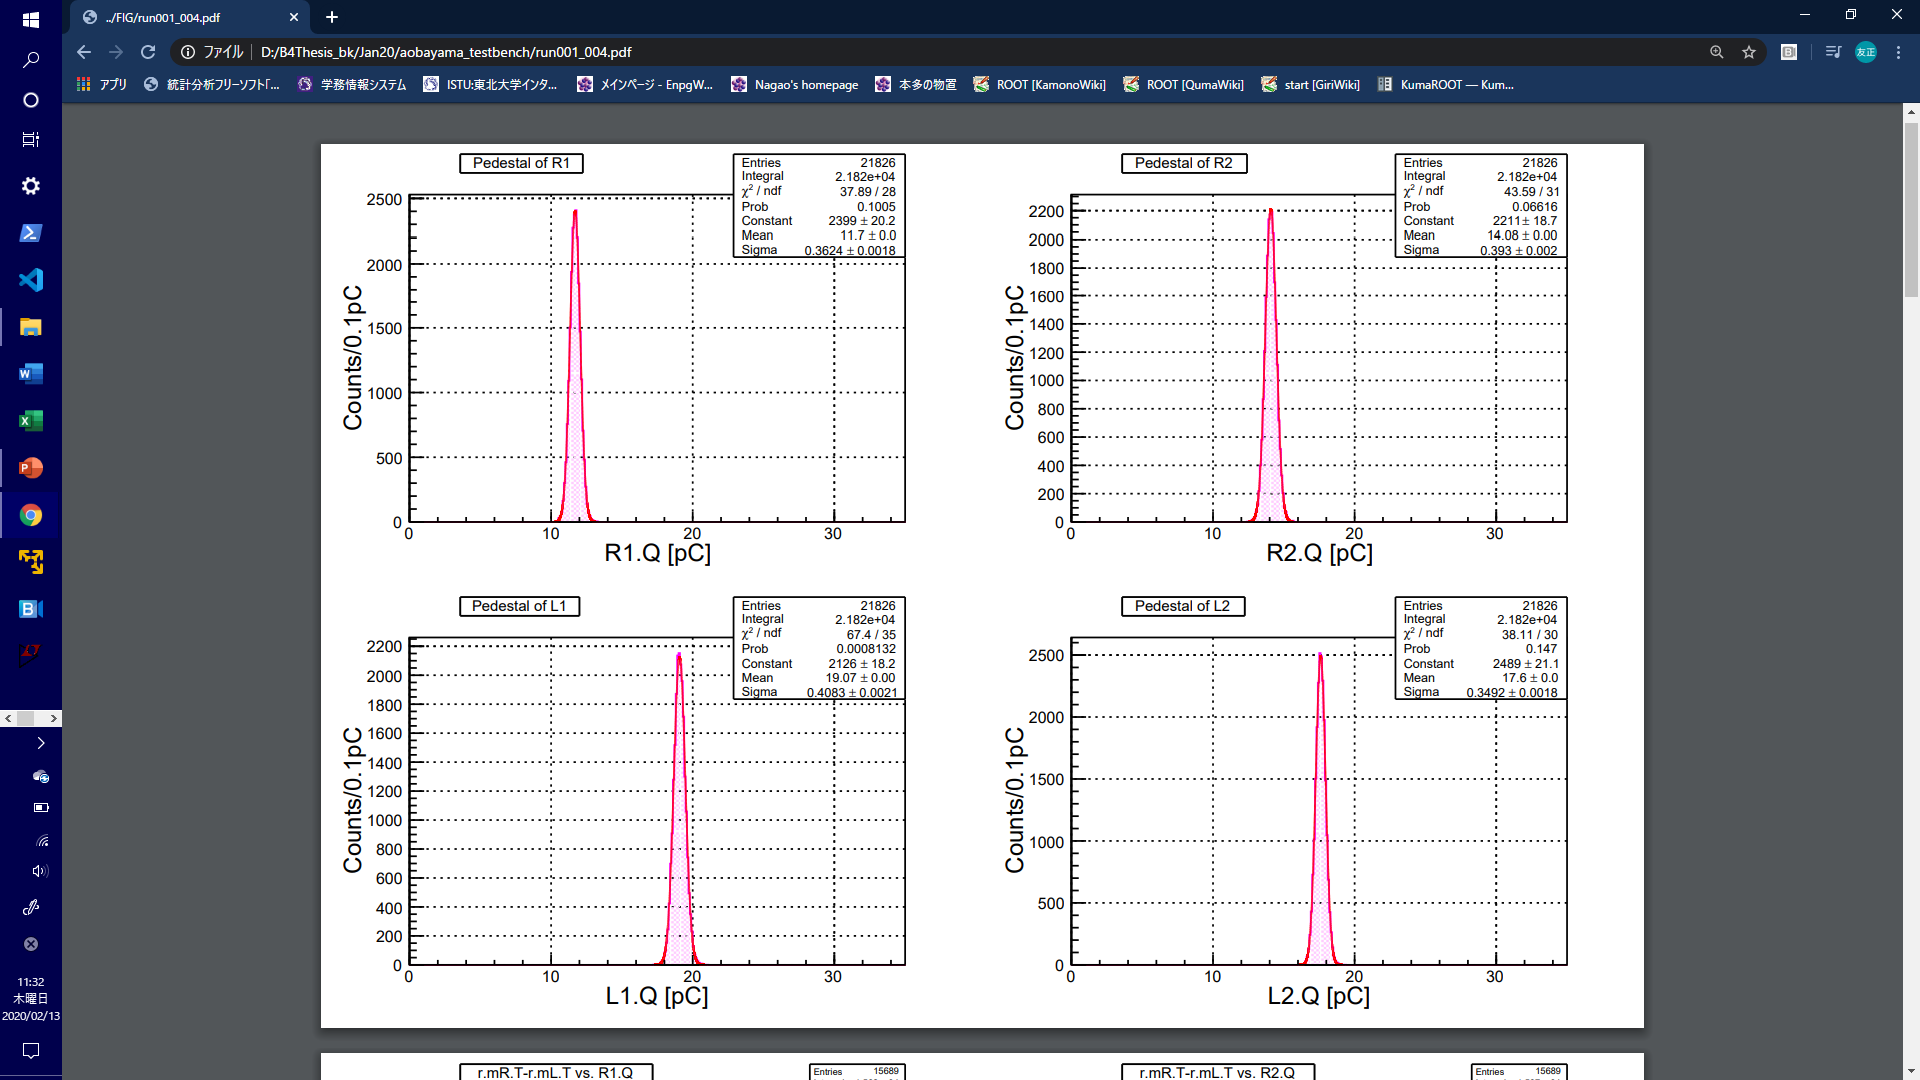 ../FIG/run001_004.pdf
ファイル D:/B4Thesis_bk/Jan20/aobayama_testbench/run001_004.pdf
友正
アプリ 統計分析フリーソフト「... 学務情報システム ISTU:東北大学インタ... メインページ - EnpgW... Nagao's homepage 本多の物置 ROOT [KamonoWiki] ROOT [QumaWiki] start [GiriWiki] KumaROOT — Kum...
Pedestal of R1
Entries 21826
Integral 2.182e+04
χ² / ndf 37.89 / 28
Prob 0.1005
Constant 2399 ± 20.2
Mean 11.7 ± 0.0
Sigma 0.3624 ± 0.0018
2500
2000
1500
1000
500
0
Counts/0.1pC
0 10 20 30
R1.Q [pC]
Pedestal of R2
Entries 21826
Integral 2.182e+04
χ² / ndf 43.59 / 31
Prob 0.06616
Constant 2211 ± 18.7
Mean 14.08 ± 0.00
Sigma 0.393 ± 0.002
2200
2000
1800
1600
1400
1200
1000
800
600
400
200
0
Counts/0.1pC
0 10 20 30
R2.Q [pC]
Pedestal of L1
Entries 21826
Integral 2.182e+04
χ² / ndf 67.4 / 35
Prob 0.0008132
Constant 2126 ± 18.2
Mean 19.07 ± 0.00
Sigma 0.4083 ± 0.0021
2200
2000
1800
1600
1400
1200
1000
800
600
400
200
0
Counts/0.1pC
0 10 20 30
L1.Q [pC]
Pedestal of L2
Entries 21826
Integral 2.182e+04
χ² / ndf 38.11 / 30
Prob 0.147
Constant 2489 ± 21.1
Mean 17.6 ± 0.0
Sigma 0.3492 ± 0.0018
2500
2000
1500
1000
500
0
Counts/0.1pC
0 10 20 30
L2.Q [pC]
r.mR.T-r.mL.T vs. R1.Q
Entries 15689
r.mR.T-r.mL.T vs. R2.Q
Entries 15689
11:32
木曜日
2020/02/13